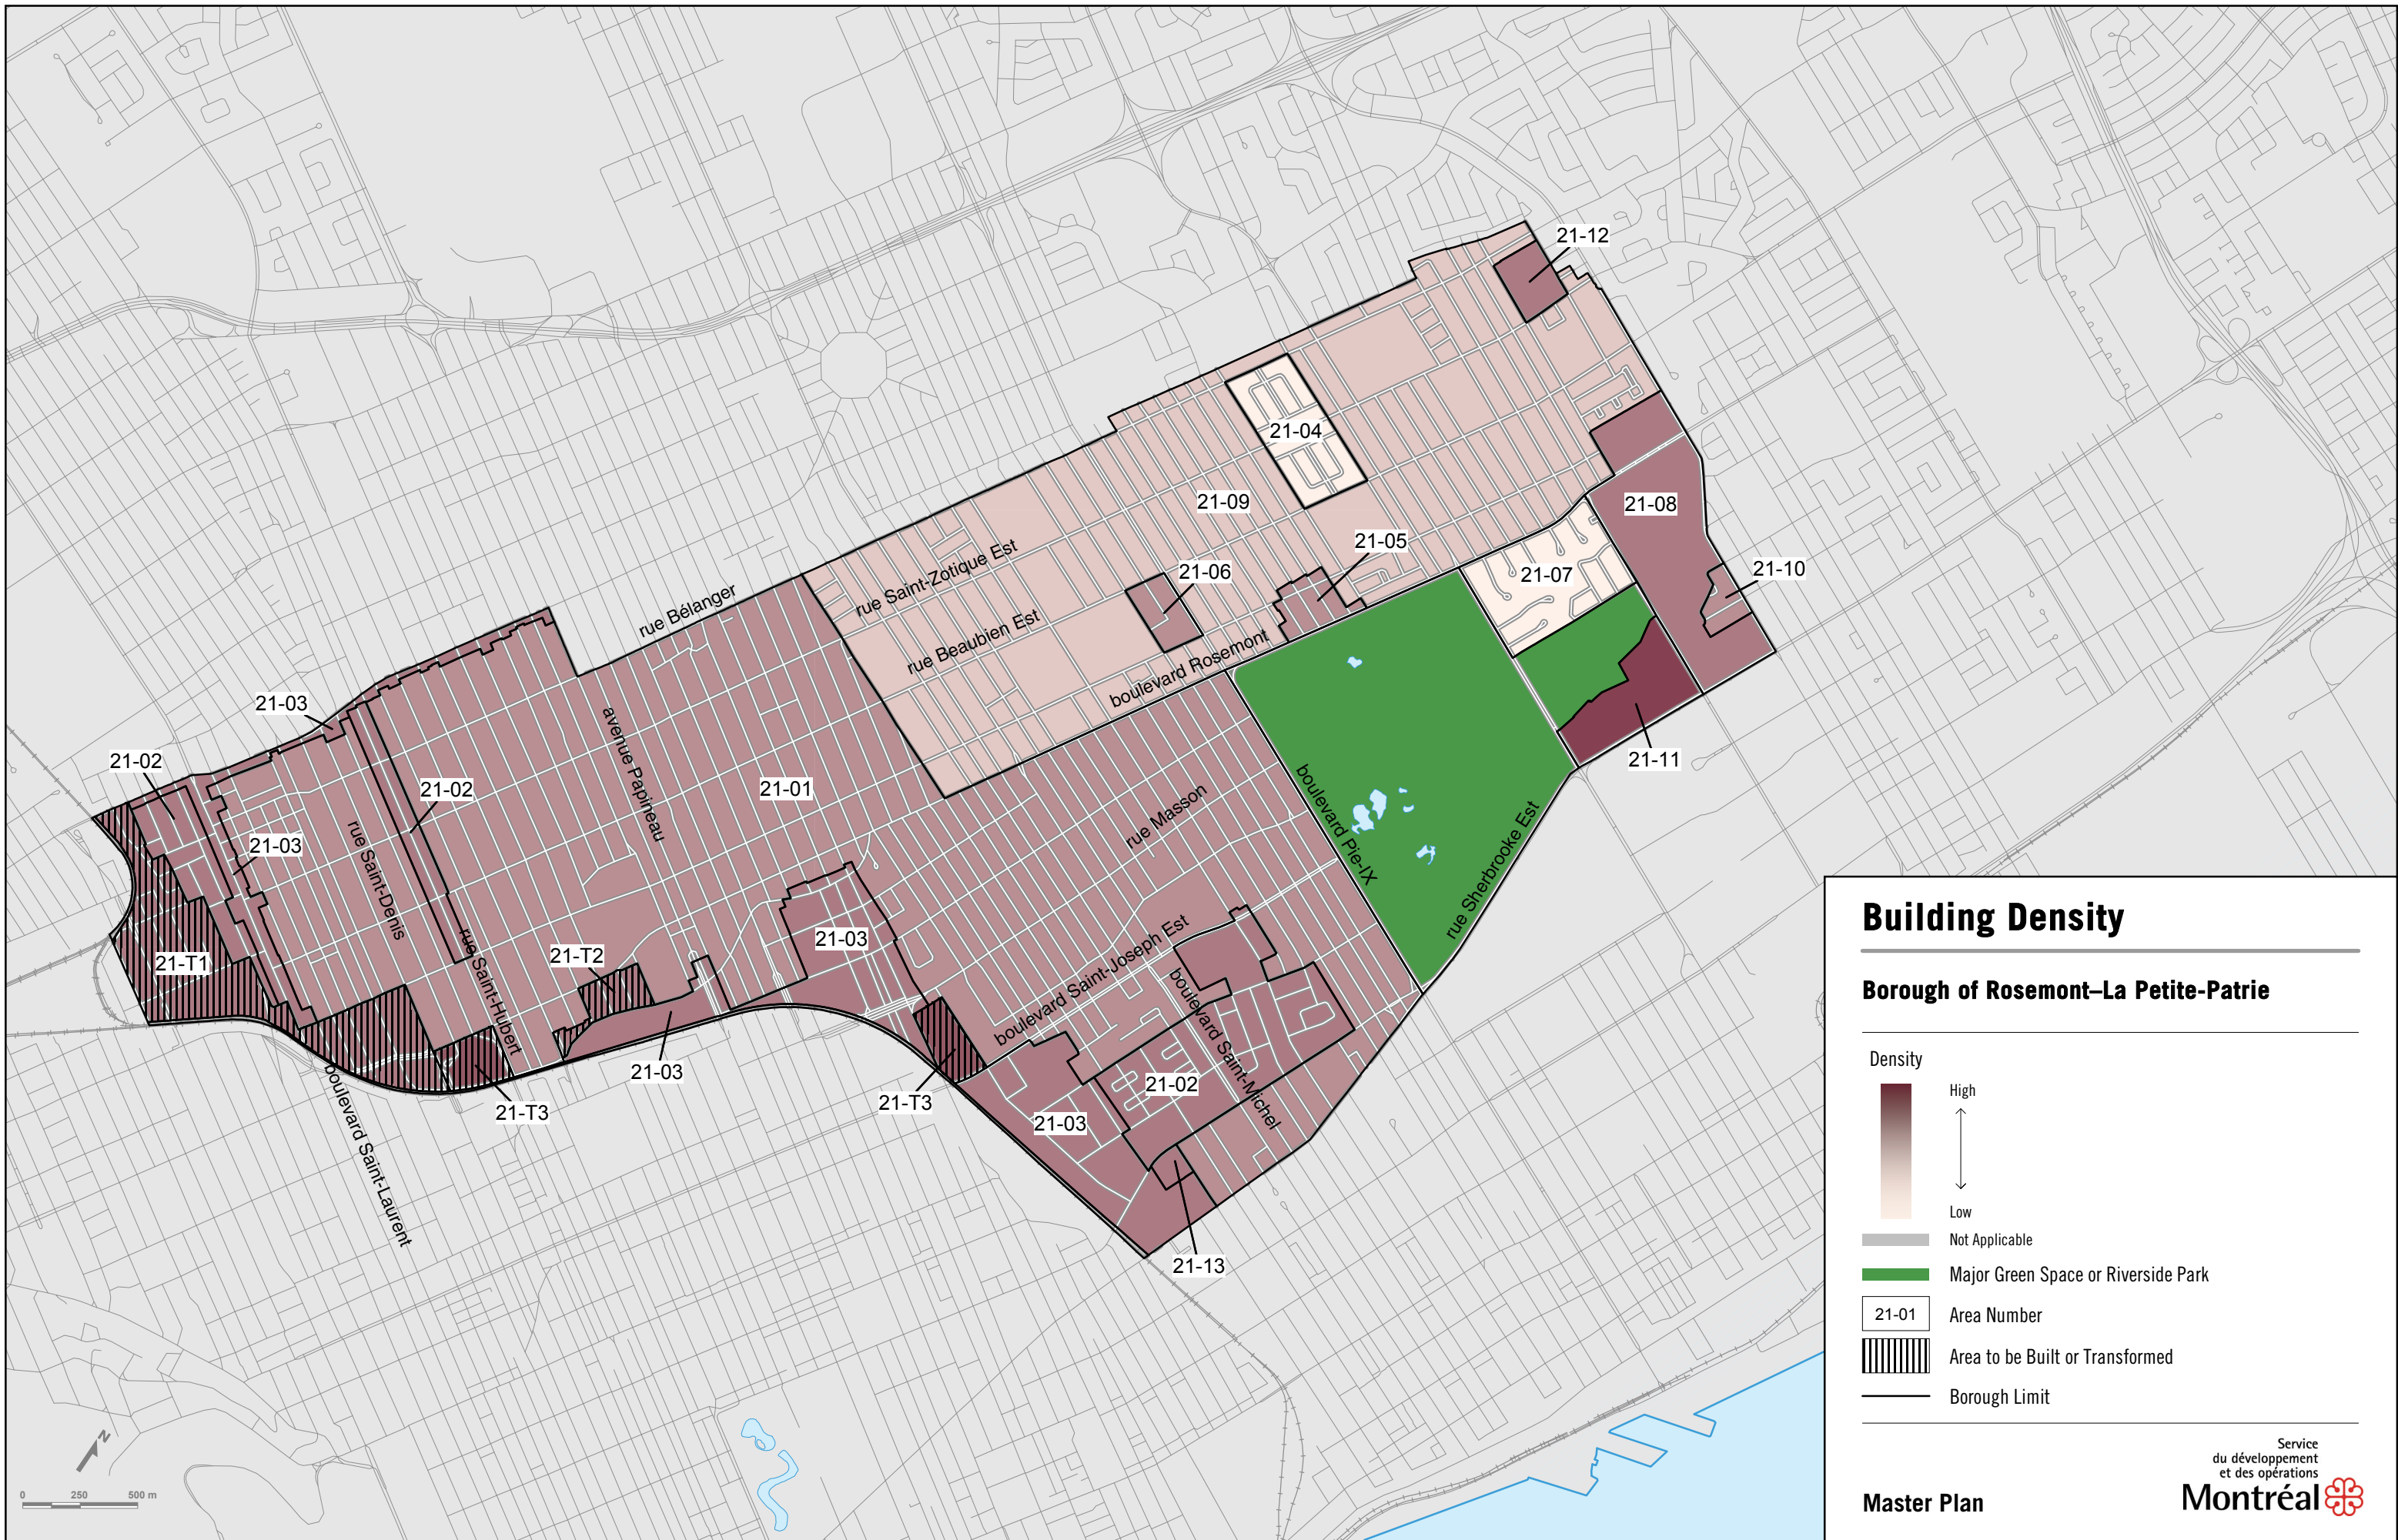 21-12
21-04
21-09
21-08
21-05
rue Saint-Zotique Est
21-06
21-07
21-10
rue Bélanger
rue Beaubien Est
boulevard Rosemont
21-03
21-11
21-02
21-02
avenue Papineau
21-01
rue Masson
boulevard Pie-IX
21-03
rue Saint-Denis
rue Sherbrooke Est
21-03
21-T1
21-T2
rue Saint-Hubert
boulevard Saint-Joseph Est
boulevard Saint-Michel
21-03
21-02
21-T3
21-T3
21-03
boulevard Saint-Laurent
21-13
Building Density
Borough of Rosemont–La Petite-Patrie
Density
High
Low
Not Applicable
Major Green Space or Riverside Park
21-01 Area Number
Area to be Built or Transformed
Borough Limit
N
0 250 500 m
Service
du développement
et des opérations
Master Plan
Montréal